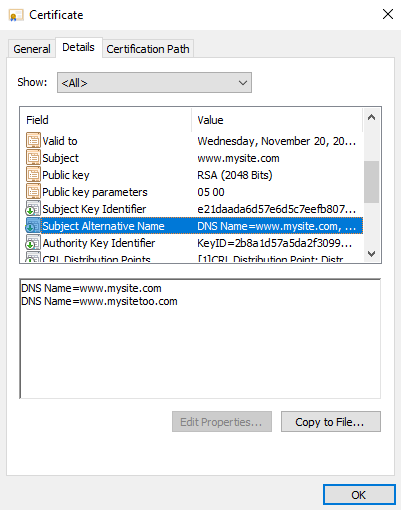 Certificate
General Details Certification Path
Show: <All>
Field Value
Valid to Wednesday, November 20, 20...
Subject www.mysite.com
Public key RSA (2048 Bits)
Public key parameters 05 00
Subject Key Identifier e21daada6d57e6d5c7eefb807...
Subject Alternative Name DNS Name=www.mysite.com, ...
Authority Key Identifier KeyID=2b8a1d57a5da2f3099...
CRL Distribution Points [1]CRL Distribution Point: Distr...
DNS Name=www.mysite.com
DNS Name=www.mysitetoo.com
Edit Properties... Copy to File...
OK